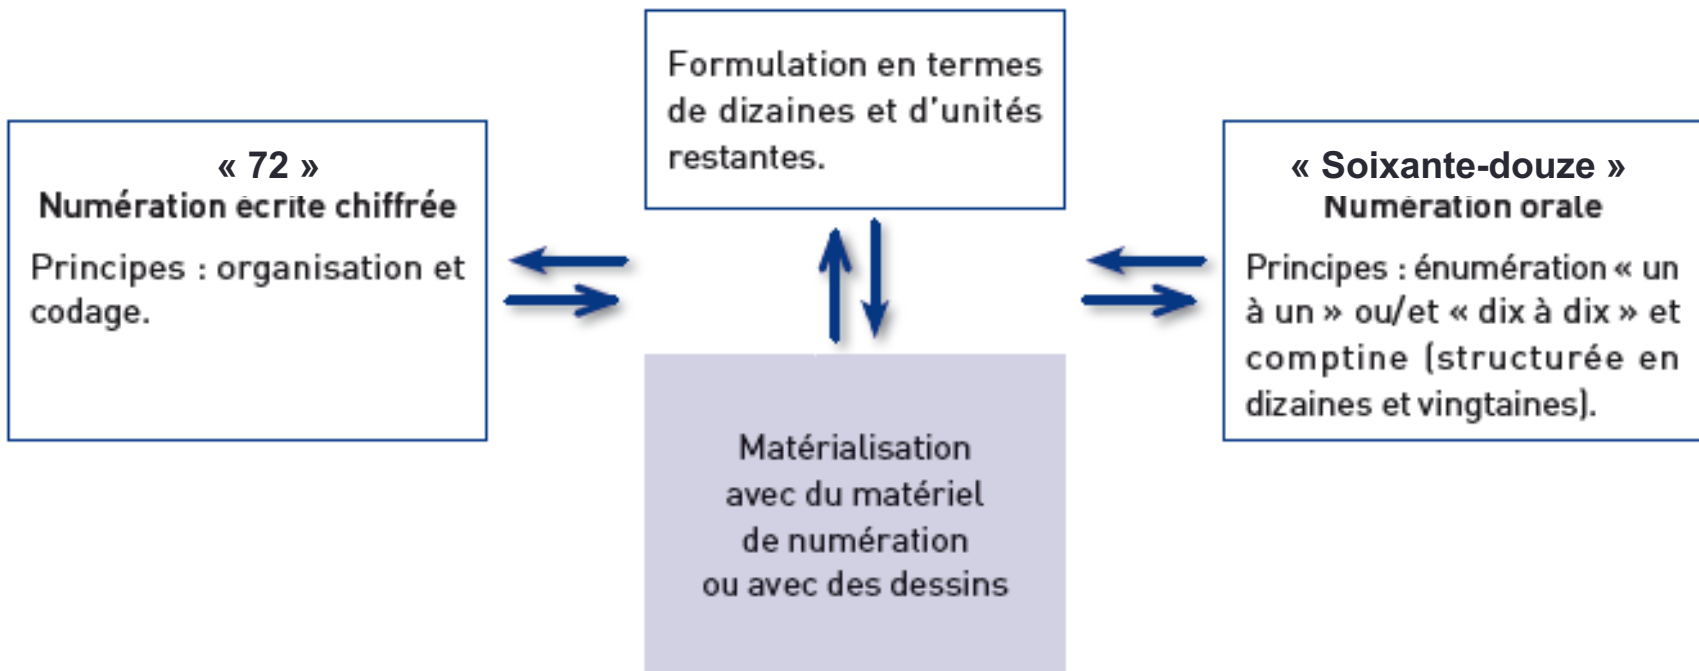 Formulation en termes
de dizaines et d'unités
restantes.
« 72 »
Numération écrite chiffrée
Principes : organisation et
codage.
« Soixante-douze »
Numération orale
Principes : énumération « un
à un » ou/et « dix à dix » et
comptine (structurée en
dizaines et vingtaines).
Matérialisation
avec du matériel
de numération
ou avec des dessins